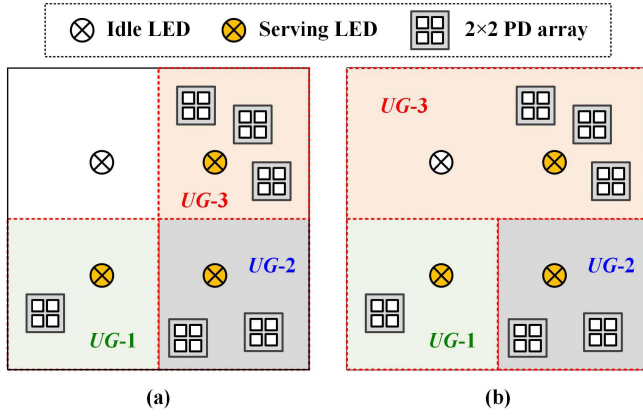 Idle LED Serving LED 2×2 PD array
UG-3
UG-2
UG-1
(a)
UG-3
UG-2
UG-1
(b)